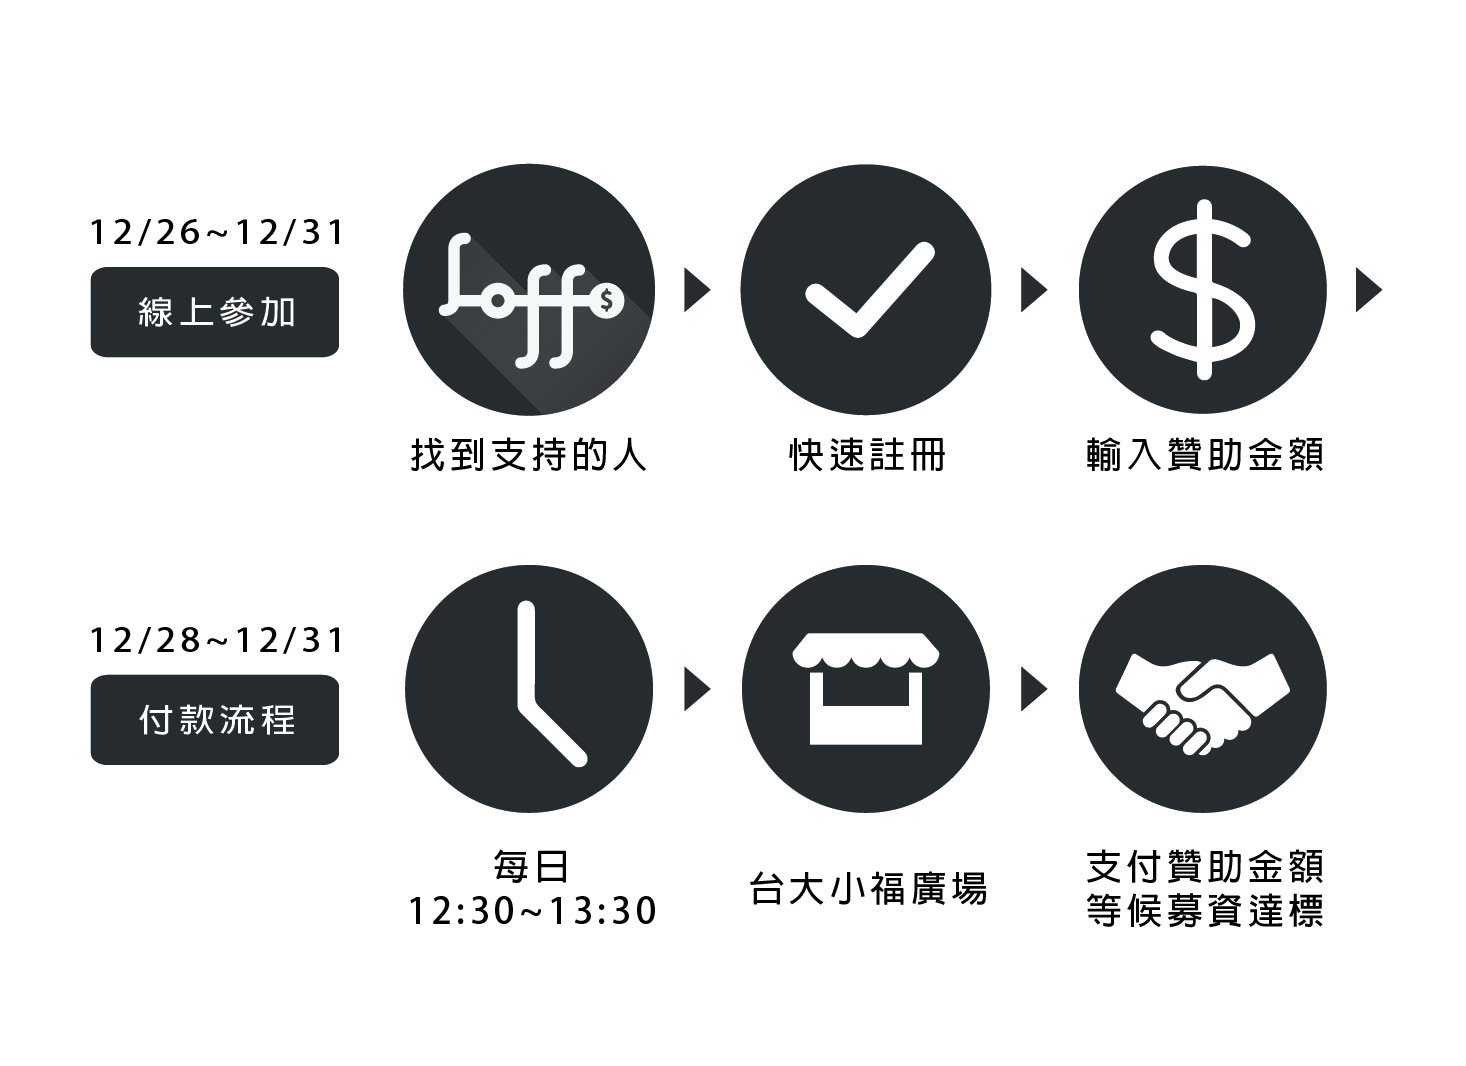 12/26~12/31
線上參加
Loffo
$
找到支持的人
快速註冊
$
輸入贊助金額
12/28~12/31
付款流程
每日
12:30~13:30
台大小福廣場
支付贊助金額
等候募資達標